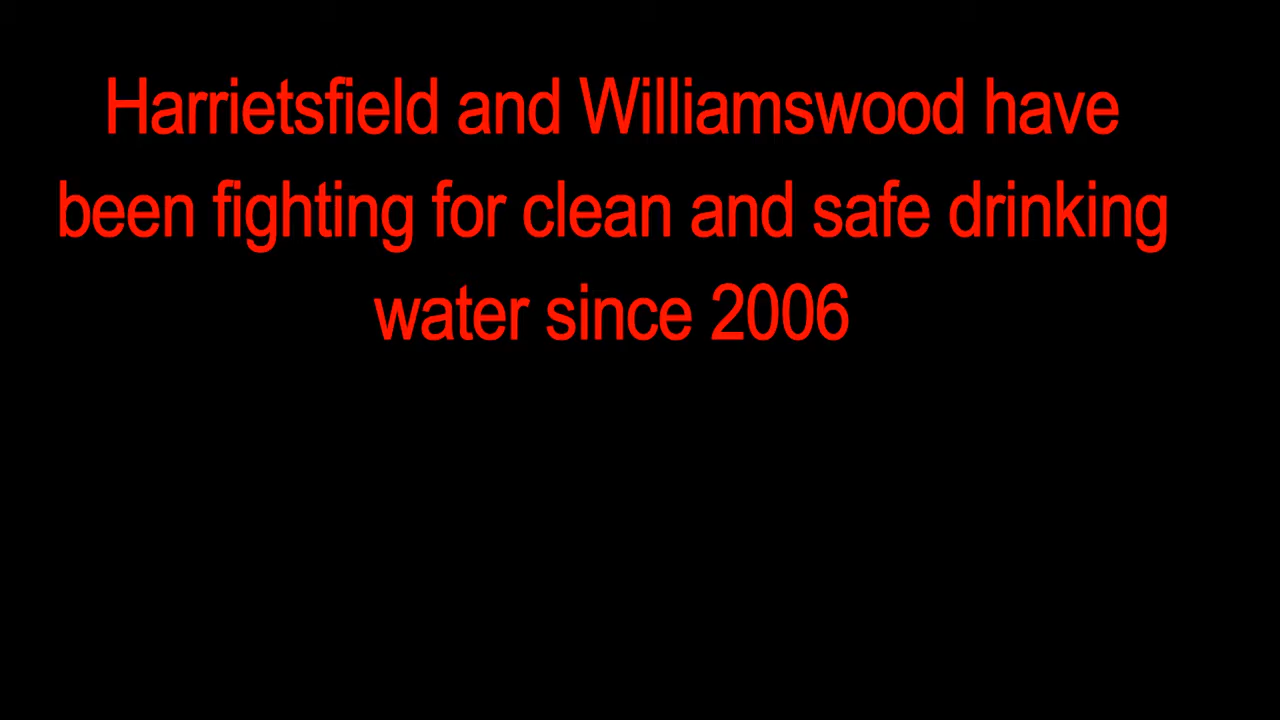 Harrietsfield and Williamswood have
been fighting for clean and safe drinking
water since 2006